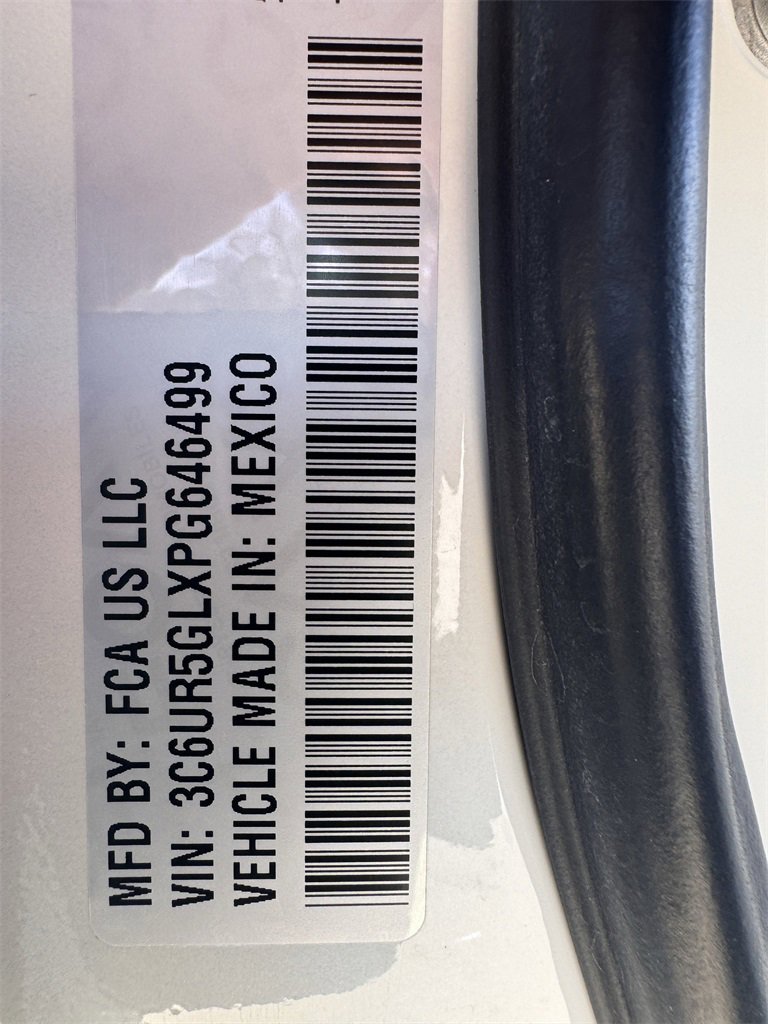 MFD BY: FCA US LLC
VIN: 3C6UR5GLXPG646499
VEHICLE MADE IN: MEXICO